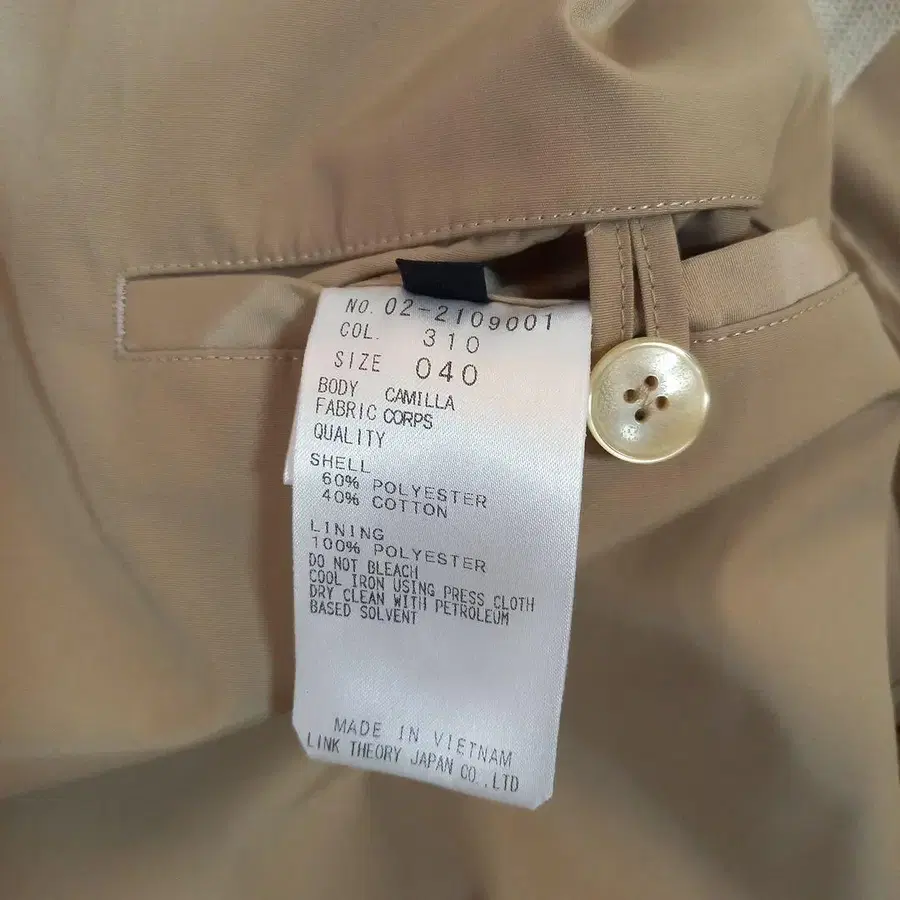 NO. 02-2109001
COL. 310
SIZE 040
BODY CAMILLA
FABRIC CORPS
QUALITY
SHELL
60% POLYESTER
40% COTTON
LINING
100% POLYESTER
DO NOT BLEACH
COOL IRON USING PRESS CLOTH
DRY CLEAN WITH PETROLEUM
BASED SOLVENT
MADE IN VIETNAM
LINK THEORY JAPAN CO.,LTD